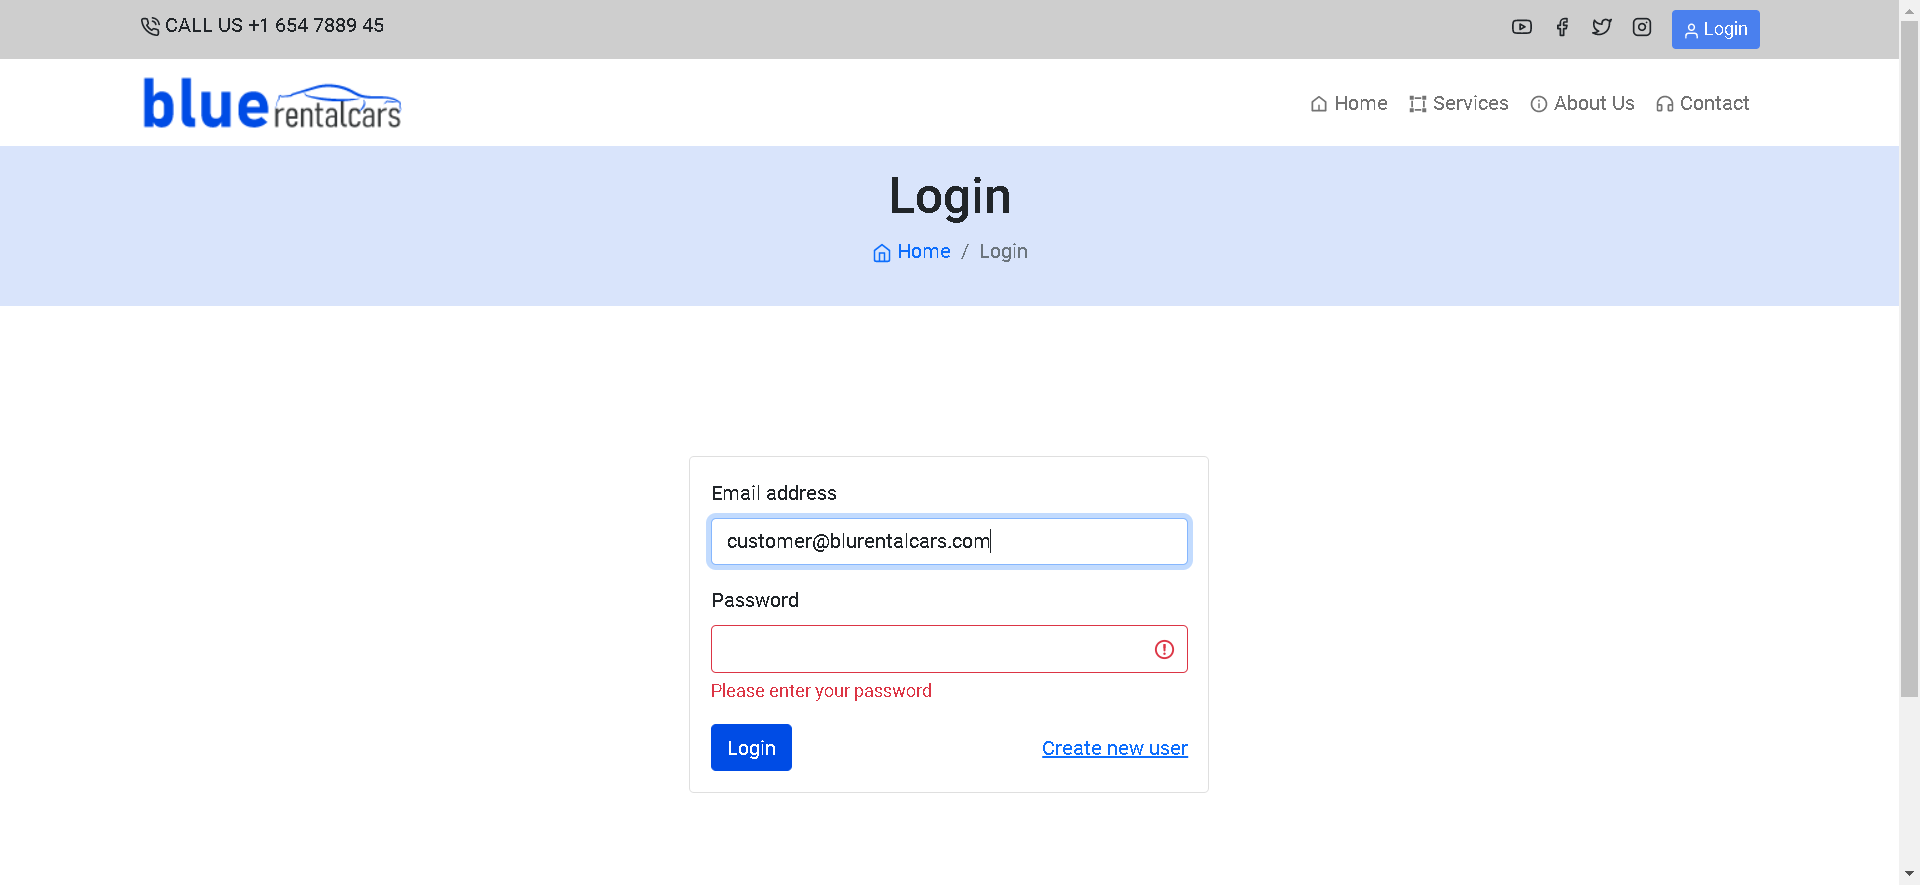 CALL US +1 654 7889 45
Login
blue rentalcars
Home Services About Us Contact
Login
Home / Login
Email address
customer@blurentalcars.com
Password
Please enter your password
Login Create new user